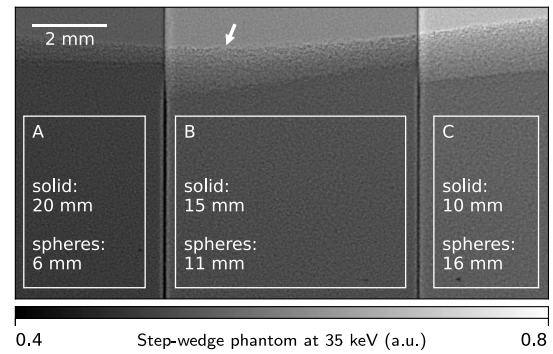 2 mm
A
solid:
20 mm
spheres:
6 mm
B
solid:
15 mm
spheres:
11 mm
C
solid:
10 mm
spheres:
16 mm
0.4 Step-wedge phantom at 35 keV (a.u.) 0.8